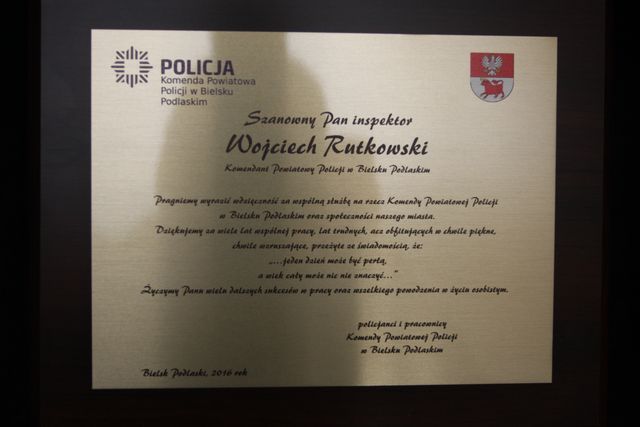 POLICJA
Komenda Powiatowa
Policji w Bielsku
Podlaskim
Szanowny Pan inspektor
Wojciech Rutkowski
Komendant Powiatowy Policji w Bielsku Podlaskim
Pragniemy wyrazić wdzięczność za wspólną służbę na rzecz Komendy Powiatowej Policji
w Bielsku Podlaskim oraz społeczności naszego miasta.
Dziękujemy za wiele lat wspólnej pracy, lat trudnych, acz obfitujących w chwile piękne,
chwile wzruszające, przeżyte ze świadomością, że:
„…jeden dzień może być perłą,
a wiek cały może nic nie znaczyć…”
Życzymy Panu wielu dalszych sukcesów w pracy oraz wszelkiego powodzenia w życiu osobistym.
policjanci i pracownicy
Komendy Powiatowej Policji
w Bielsku Podlaskim
Bielsk Podlaski, 2016 rok